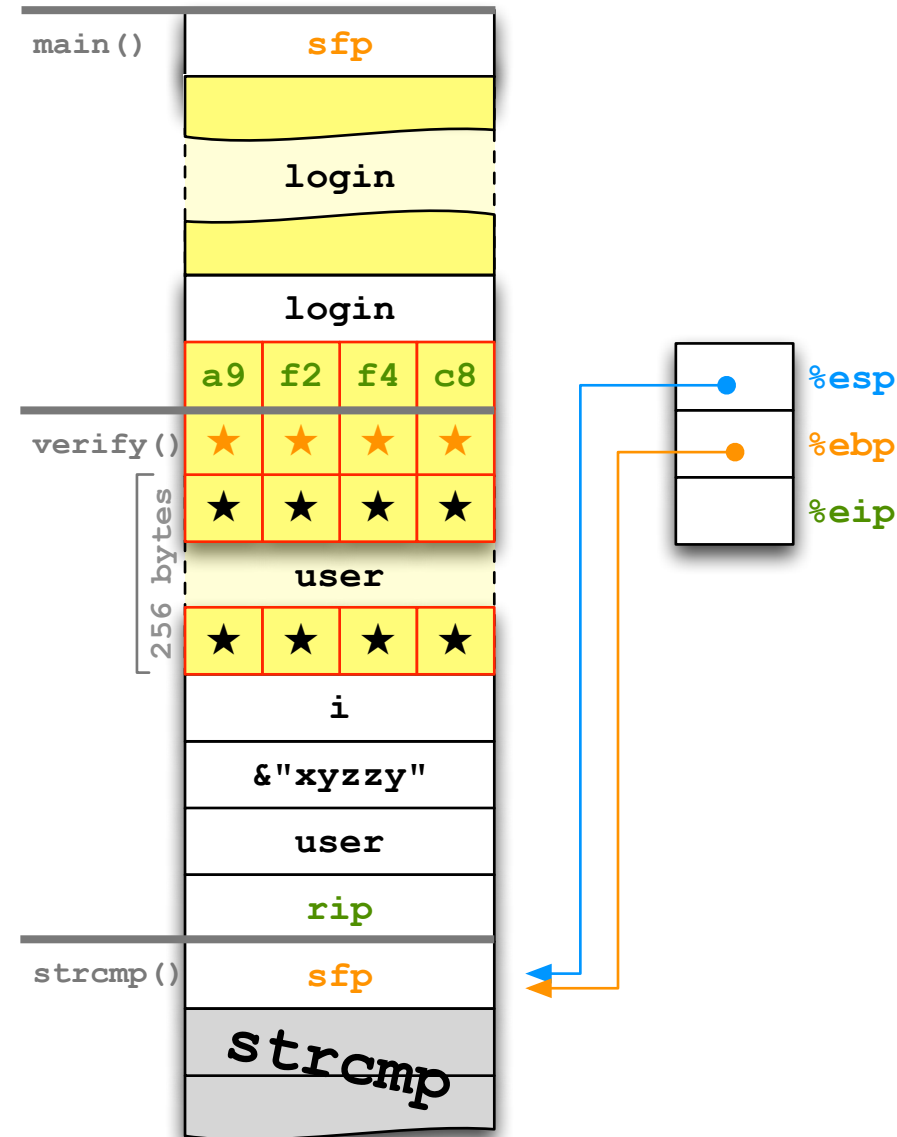 main() sfp
login
login
a9 f2 f4 c8 %esp
verify() ★ ★ ★ ★ %ebp
★ ★ ★ ★ %eip
256 bytes
user
★ ★ ★ ★
i
&"xyzzy"
user
rip
strcmp() sfp
strcmp